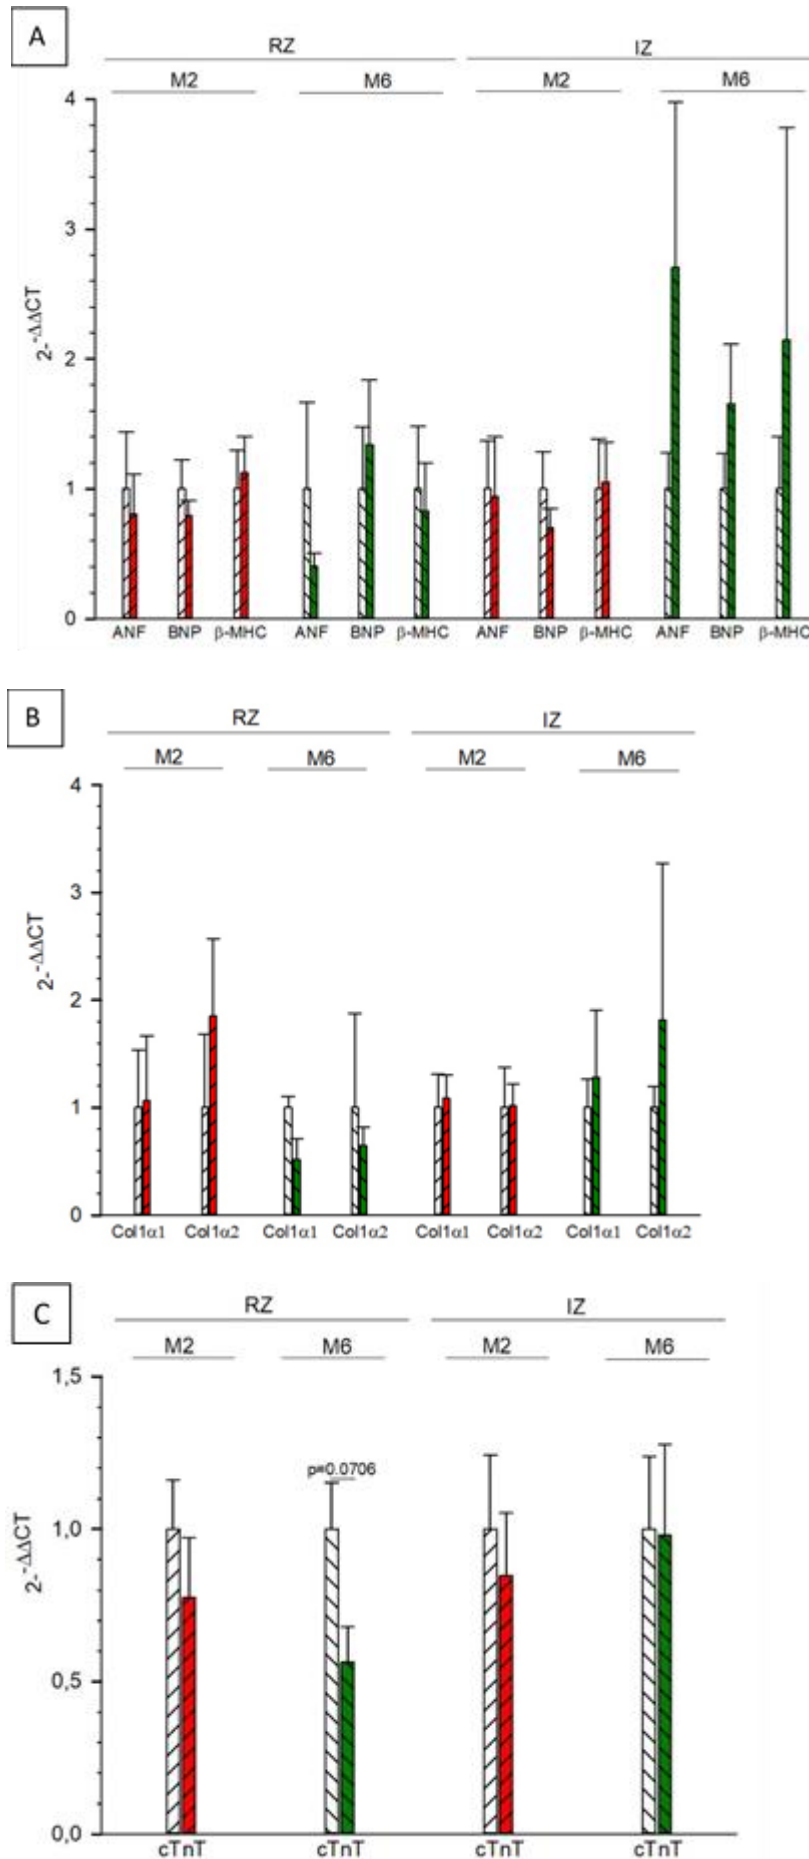 A
RZ IZ
M2 M6 M2 M6
4
3
2
1
0
2-ΔΔCT
ANF BNP β-MHC ANF BNP β-MHC ANF BNP β-MHC ANF BNP β-MHC
B
RZ IZ
M2 M6 M2 M6
4
3
2
1
0
2-ΔΔCT
Col1α1 Col1α2 Col1α1 Col1α2 Col1α1 Col1α2 Col1α1 Col1α2
C
RZ IZ
M2 M6 M2 M6
1,5
p=0.0706
1,0
0,5
0,0
2-ΔΔCT
cTnT cTnT cTnT cTnT